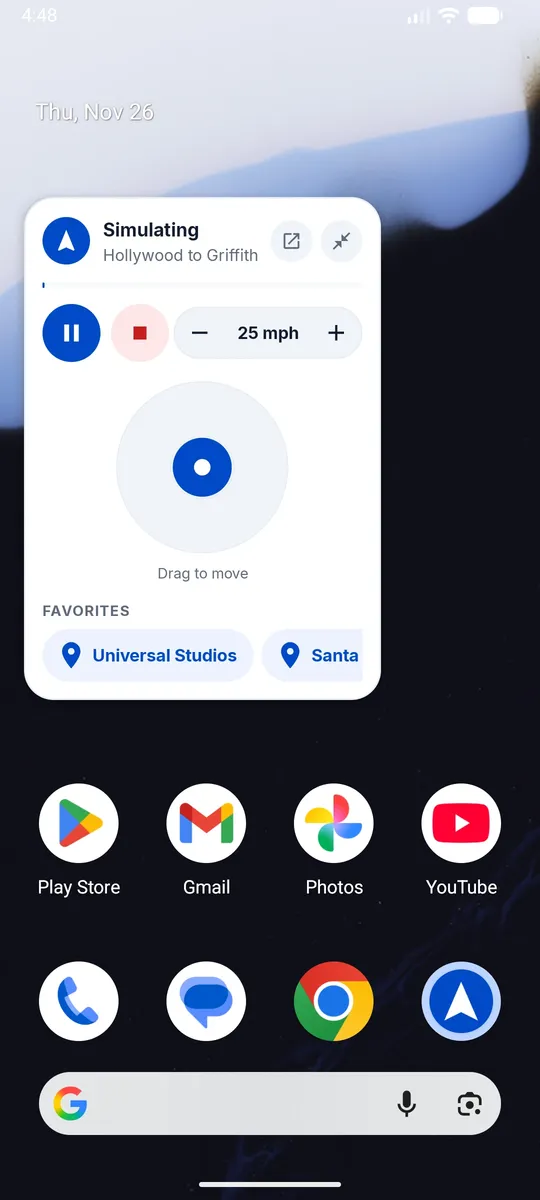 4:48
Thu, Nov 26
Simulating
Hollywood to Griffith
25 mph
Drag to move
FAVORITES
Universal Studios
Santa
Play Store
Gmail
Photos
YouTube